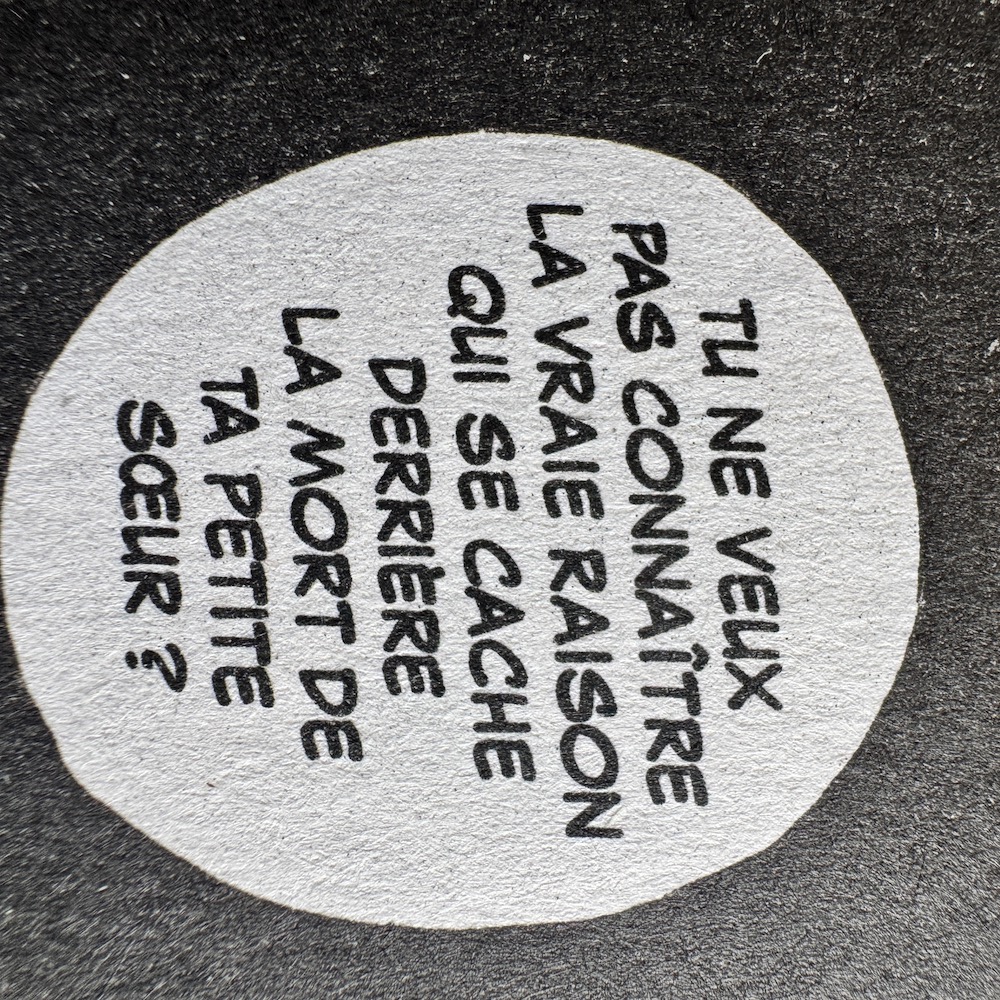 TU NE VEUX
PAS CONNAÎTRE
LA VRAIE RAISON
QUI SE CACHE
DERRIÈRE
LA MORT DE
TA PETITE
SŒUR ?